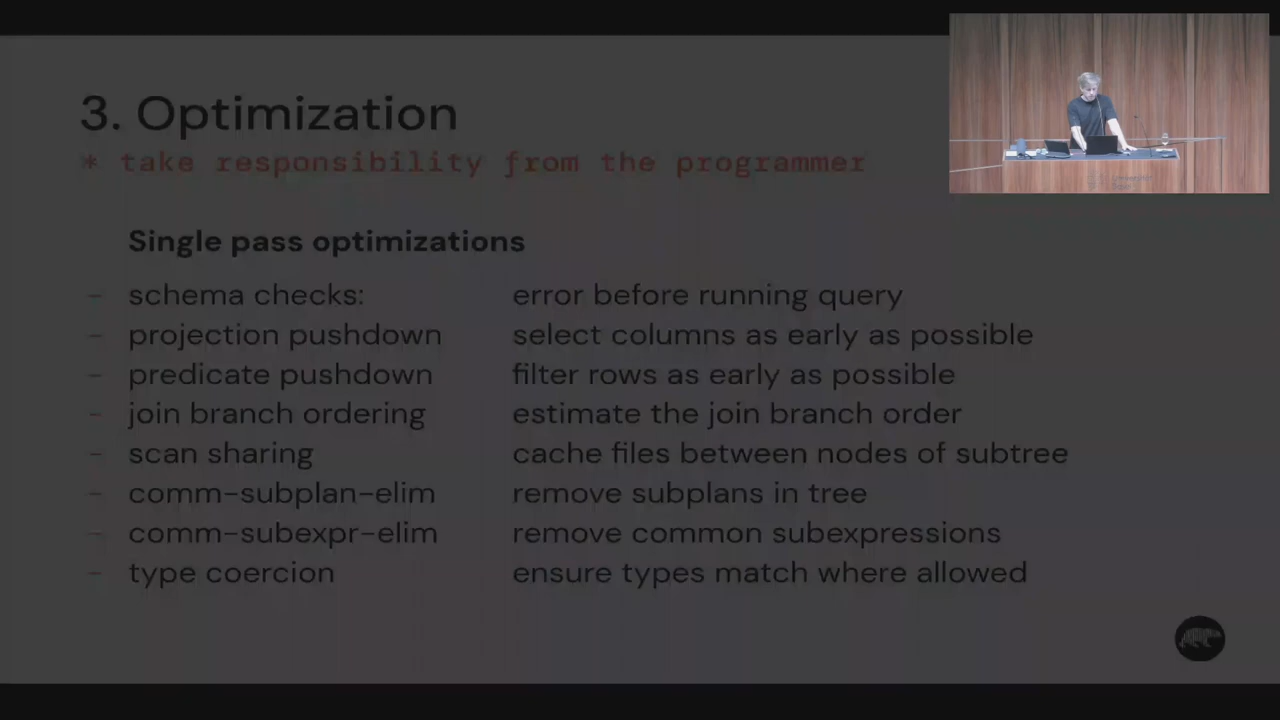 3. Optimization
* take responsibility from the programmer
Single pass optimizations
- schema checks: error before running query
- projection pushdown select columns as early as possible
- predicate pushdown filter rows as early as possible
- join branch ordering estimate the join branch order
- scan sharing cache files between nodes of subtree
- comm-subplan-elim remove subplans in tree
- comm-subexpr-elim remove common subexpressions
- type coercion ensure types match where allowed